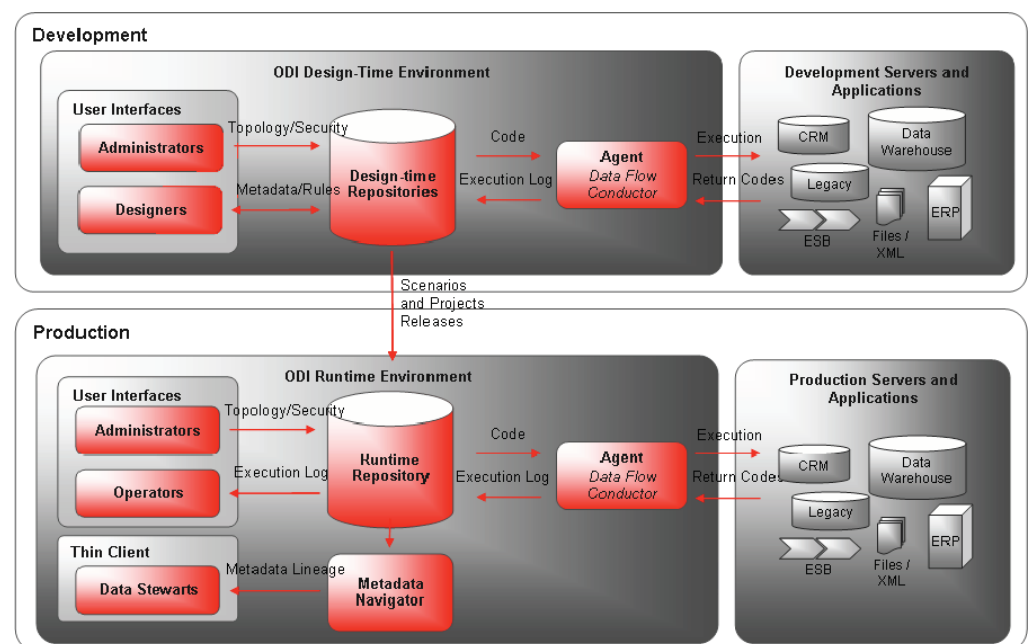 Development
ODI Design-Time Environment
User Interfaces
Administrators
Designers
Topology/Security
Metadata/Rules
Design-time
Repositories
Code
Execution Log
Agent
Data Flow
Conductor
Execution
Return Codes
Development Servers and
Applications
CRM
Data
Warehouse
Legacy
ESB
Files /
XML
ERP
Scenarios
and Projects
Releases
Production
ODI Runtime Environment
User Interfaces
Administrators
Operators
Topology/Security
Execution Log
Runtime
Repository
Code
Execution Log
Agent
Data Flow
Conductor
Execution
Return Codes
Production Servers and
Applications
CRM
Data
Warehouse
Legacy
ESB
Files /
XML
ERP
Thin Client
Data Stewarts
Metadata Lineage
Metadata
Navigator